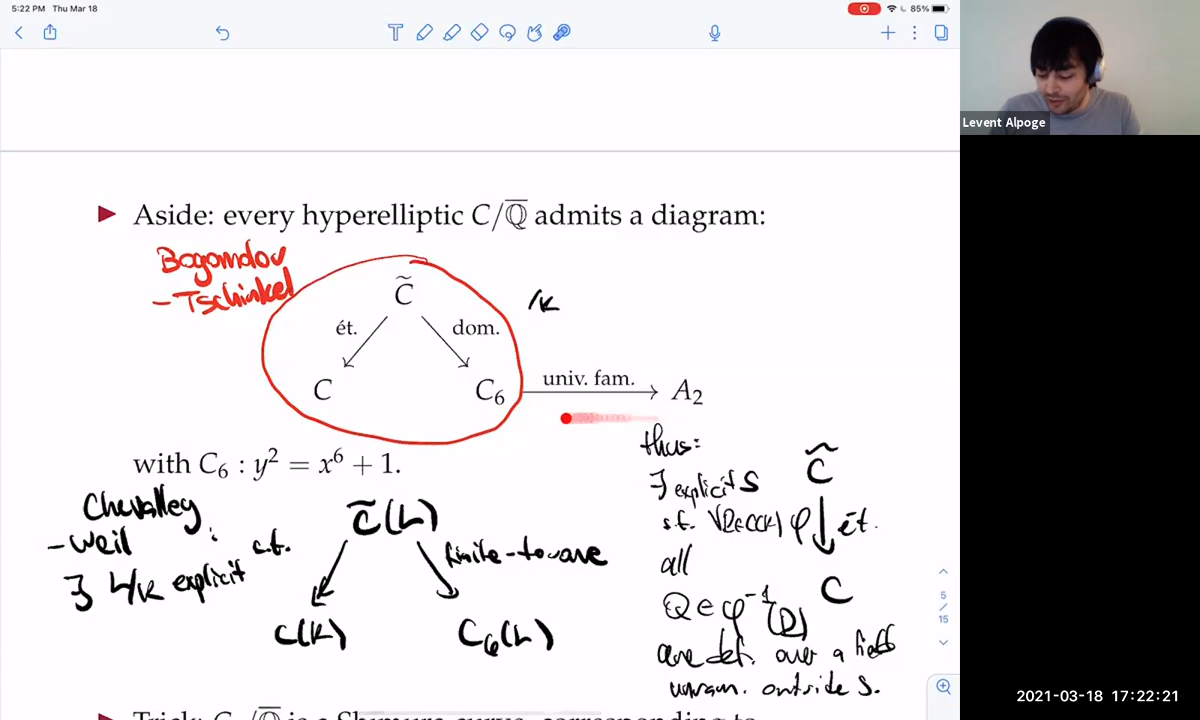 5:22 PM Thu Mar 18
85%
Levent Alpoge
▶ Aside: every hyperelliptic C/Q̅ admits a diagram:
Bogomolov
-Tschinkel
C̃
/K
ét. dom.
C C₆ univ. fam. A₂
with C₆ : y² = x⁶ + 1.
thus:
∃ explicit S
s.t. ∀P∈C(K)
all
Q ∈ φ⁻¹(P)
are def. over a field
unram. outside S.
C̃
φ ét.
C
Chevalley
-Weil :
∃ L/K explicit s.t.
C̃(L)
finite-to-one
C(K) C₆(L)
5
/
15
2021-03-18 17:22:21